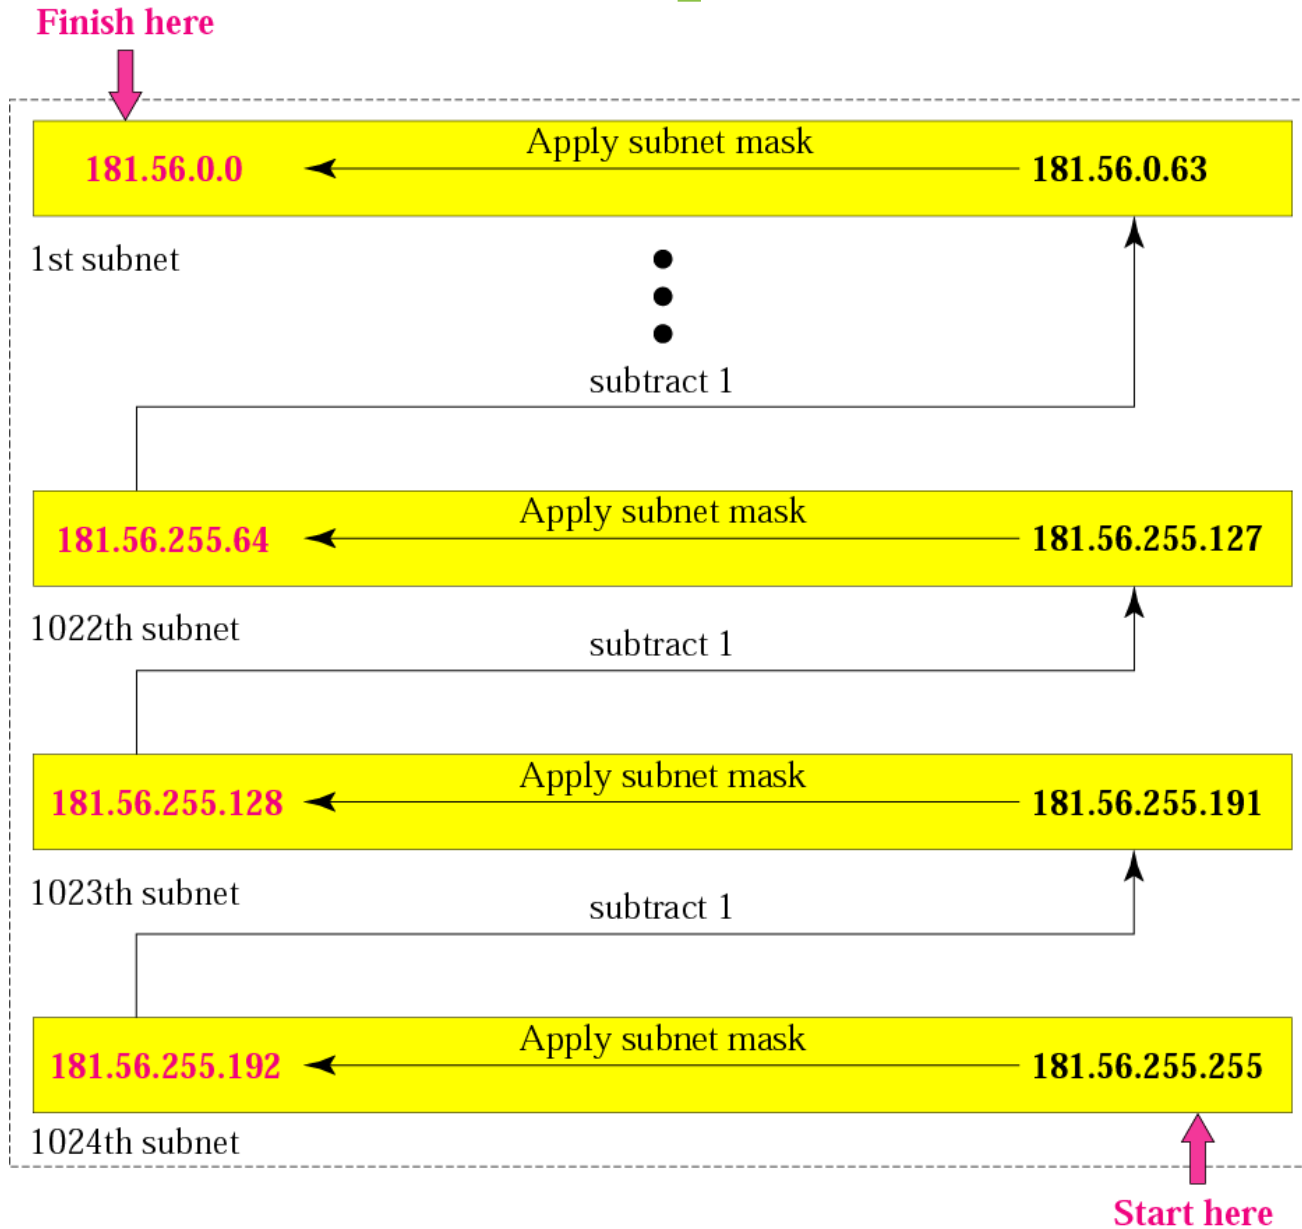 Finish here
Apply subnet mask
181.56.0.0
181.56.0.63
1st subnet
subtract 1
Apply subnet mask
181.56.255.64
181.56.255.127
1022th subnet
subtract 1
Apply subnet mask
181.56.255.128
181.56.255.191
1023th subnet
subtract 1
Apply subnet mask
181.56.255.192
181.56.255.255
1024th subnet
Start here